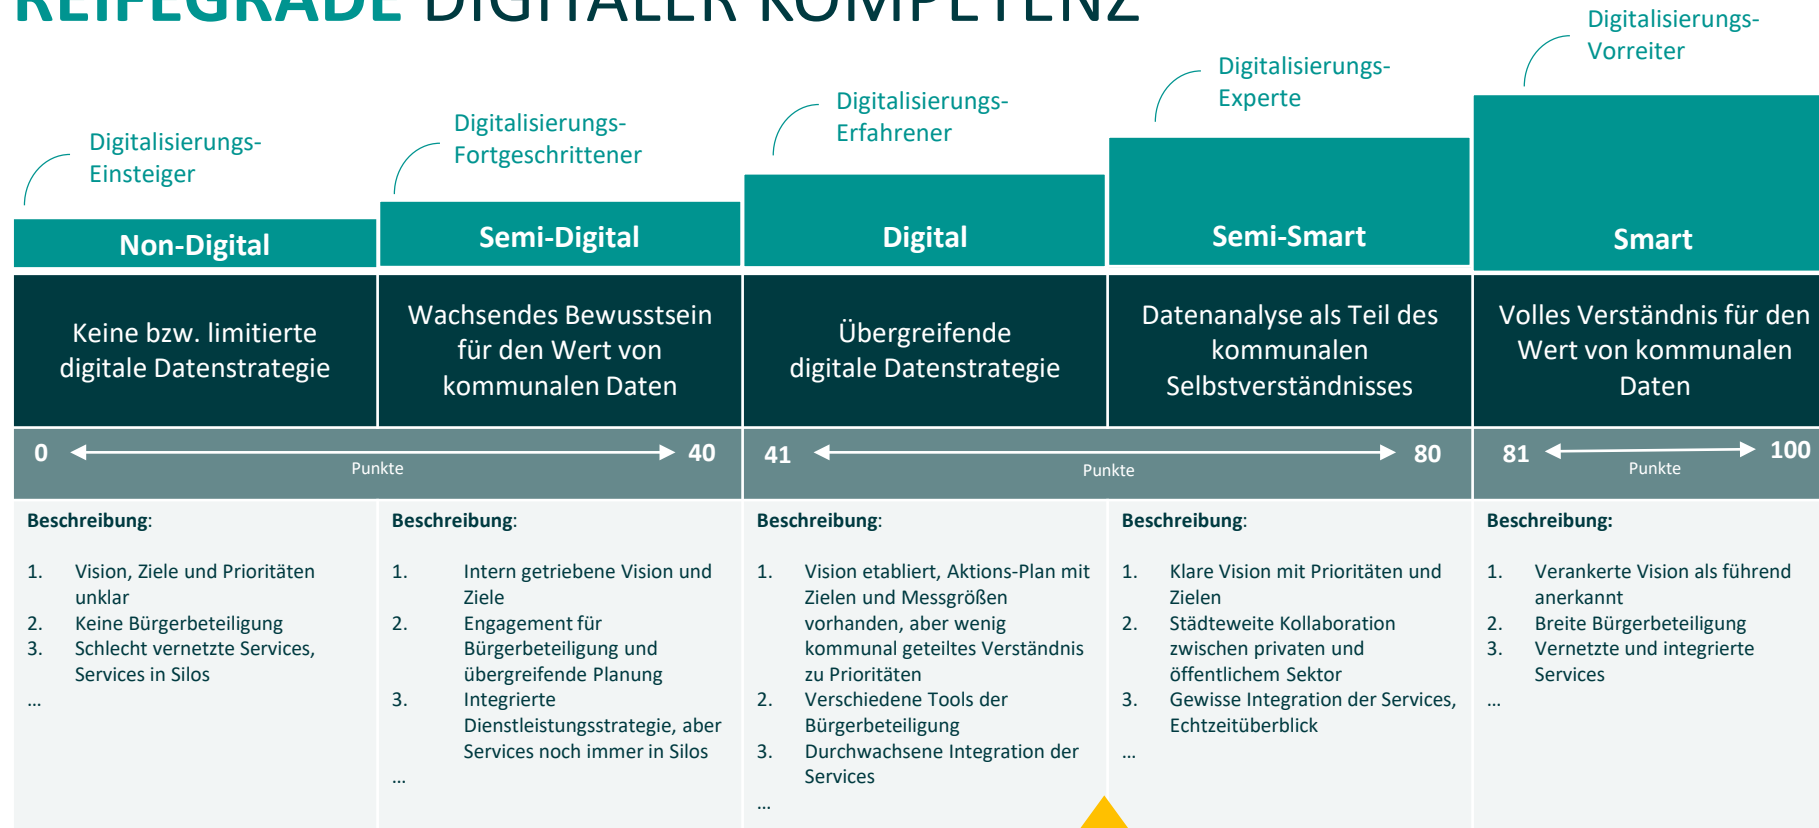 REIFEGRADE DIGITALER KOMPETENZ
Digitalisierungs-
Einsteiger
Digitalisierungs-
Fortgeschrittener
Digitalisierungs-
Erfahrener
Digitalisierungs-
Experte
Digitalisierungs-
Vorreiter
Non-Digital
Semi-Digital
Digital
Semi-Smart
Smart
Keine bzw. limitierte
digitale Datenstrategie
Wachsendes Bewusstsein
für den Wert von
kommunalen Daten
Übergreifende
digitale Datenstrategie
Datenanalyse als Teil des
kommunalen
Selbstverständnisses
Volles Verständnis für den
Wert von kommunalen
Daten
0 Punkte 40
41 Punkte 80
81 Punkte 100
Beschreibung:
1. Vision, Ziele und Prioritäten
unklar
2. Keine Bürgerbeteiligung
3. Schlecht vernetzte Services,
Services in Silos
...
Beschreibung:
1. Intern getriebene Vision und
Ziele
2. Engagement für
Bürgerbeteiligung und
übergreifende Planung
3. Integrierte
Dienstleistungsstrategie, aber
Services noch immer in Silos
...
Beschreibung:
1. Vision etabliert, Aktions-Plan mit
Zielen und Messgrößen
vorhanden, aber wenig
kommunal geteiltes Verständnis
zu Prioritäten
2. Verschiedene Tools der
Bürgerbeteiligung
3. Durchwachsene Integration der
Services
...
Beschreibung:
1. Klare Vision mit Prioritäten und
Zielen
2. Städteweite Kollaboration
zwischen privaten und
öffentlichem Sektor
3. Gewisse Integration der Services,
Echtzeitüberblick
...
Beschreibung:
1. Verankerte Vision als führend
anerkannt
2. Breite Bürgerbeteiligung
3. Vernetzte und integrierte
Services
...